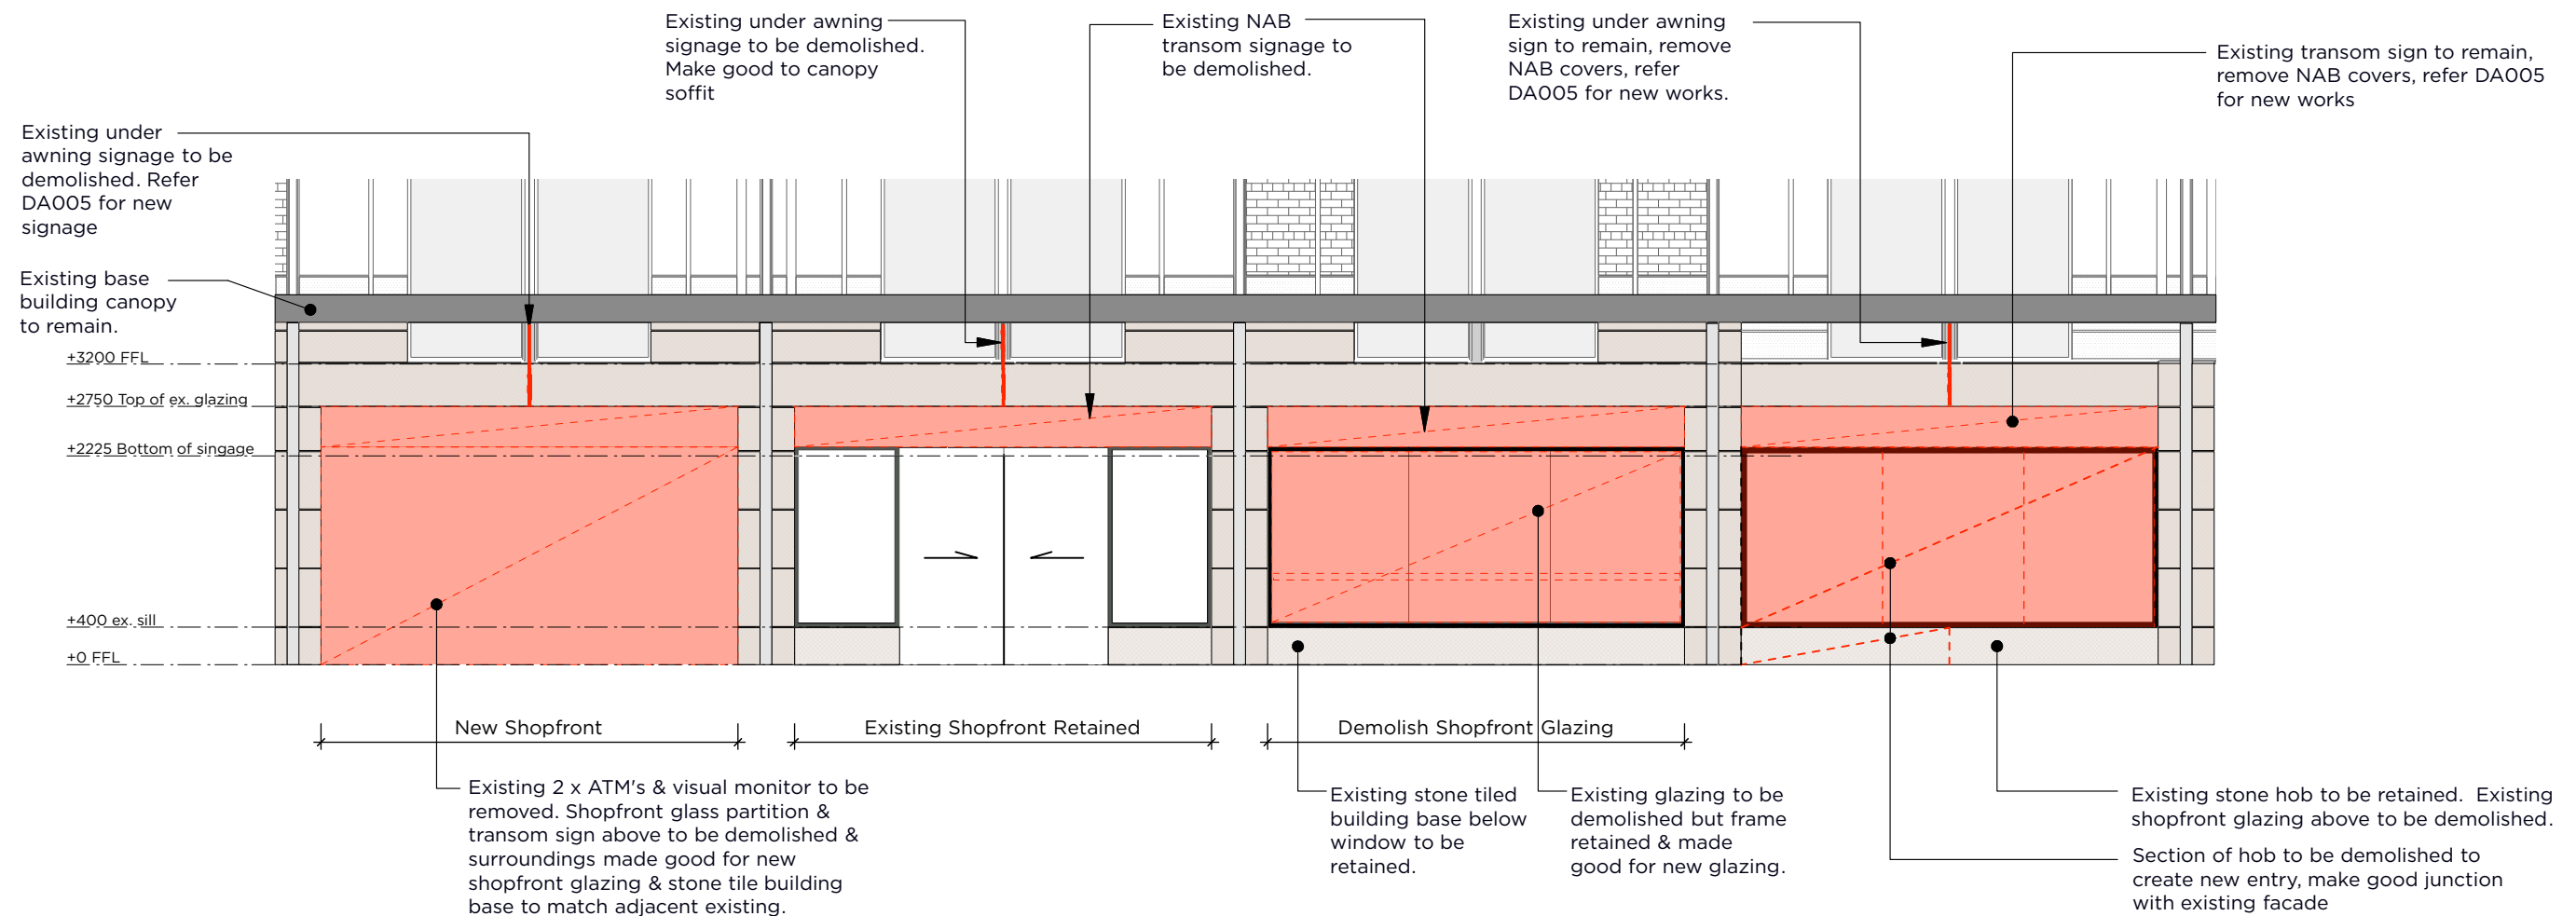 Existing under awning
signage to be demolished.
Make good to canopy
soffit
Existing NAB
transom signage to
be demolished.
Existing under awning
sign to remain, remove
NAB covers, refer
DA005 for new works.
Existing transom sign to remain,
remove NAB covers, refer DA005
for new works
Existing under
awning signage to be
demolished. Refer
DA005 for new
signage
Existing base
building canopy
to remain.
+3200 FFL
+2750 Top of ex. glazing
+2225 Bottom of singage
+400 ex. sill
+0 FFL
New Shopfront
Existing Shopfront Retained
Demolish Shopfront Glazing
Existing 2 x ATM's & visual monitor to be
removed. Shopfront glass partition &
transom sign above to be demolished &
surroundings made good for new
shopfront glazing & stone tile building
base to match adjacent existing.
Existing stone tiled
building base below
window to be
retained.
Existing glazing to be
demolished but frame
retained & made
good for new glazing.
Existing stone hob to be retained. Existing
shopfront glazing above to be demolished.
Section of hob to be demolished to
create new entry, make good junction
with existing facade